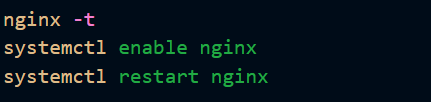 nginx -t
systemctl enable nginx
systemctl restart nginx